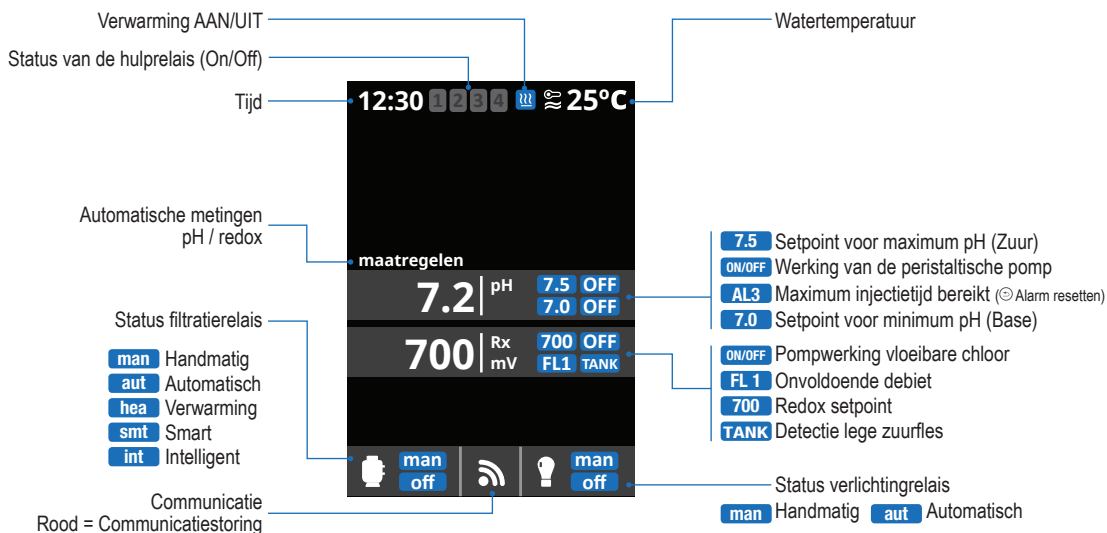 Verwarming AAN/UIT
Watertemperatuur
Status van de hulprelais (On/Off)
Tijd
12:30 1 2 3 4 25ºC
Automatische metingen
pH / redox
maatregelen
7.2 pH 7.5 OFF
7.0 OFF
700 Rx mV 700 OFF
FL1 TANK
7.5 Setpoint voor maximum pH (Zuur)
ON/OFF Werking van de peristaltische pomp
AL3 Maximum injectietijd bereikt (Alarm resetten)
7.0 Setpoint voor minimum pH (Base)
ON/OFF Pompwerking vloeibare chloor
FL 1 Onvoldoende debiet
700 Redox setpoint
TANK Detectie lege zuurfles
Status filtratierelais
man Handmatig
aut Automatisch
hea Verwarming
smt Smart
int Intelligent
man
off
man
off
Communicatie
Rood = Communicatiestoring
Status verlichtingrelais
man Handmatig aut Automatisch